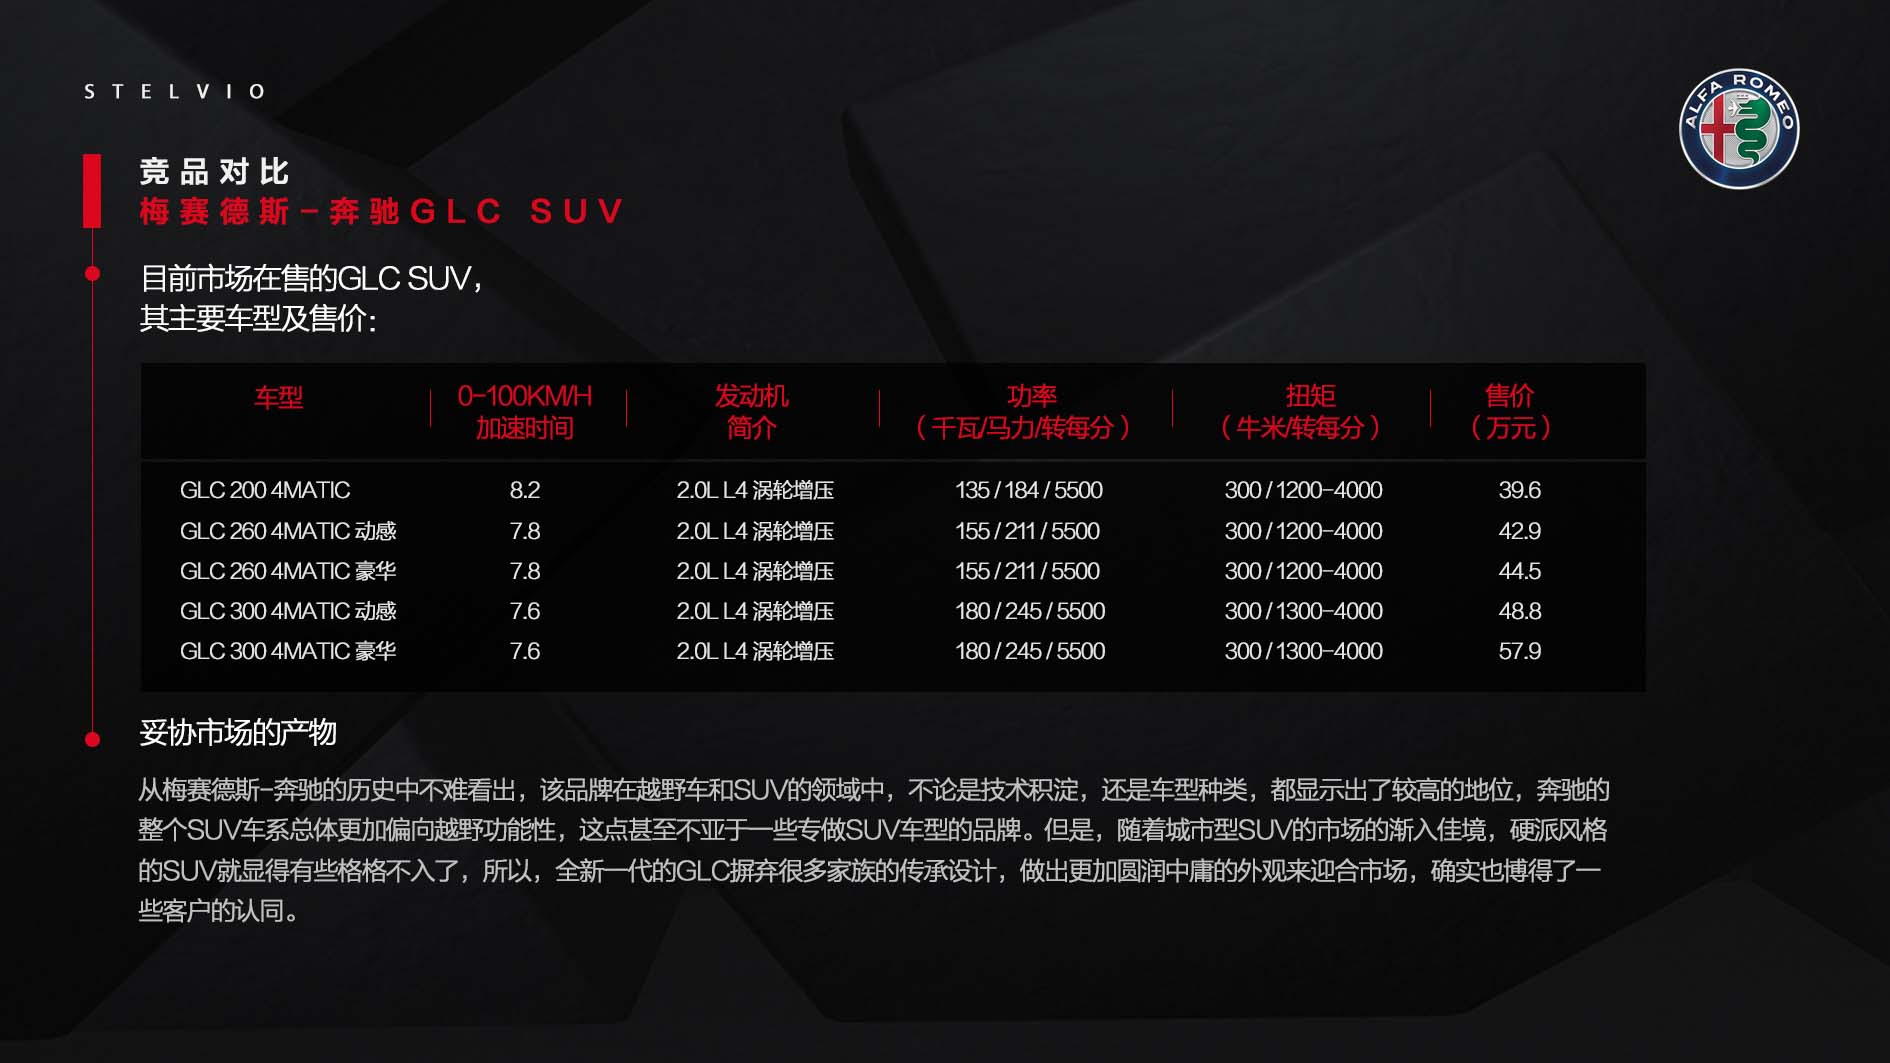 STELVIO
ALFA ROMEO
竞品对比
梅赛德斯-奔驰GLC SUV
目前市场在售的GLC SUV，
其主要车型及售价：
车型 0-100KM/H 发动机 功率 扭矩 售价
加速时间 简介 （千瓦/马力/转每分） （牛米/转每分） （万元）
GLC 200 4MATIC 8.2 2.0L L4 涡轮增压 135 / 184 / 5500 300 / 1200-4000 39.6
GLC 260 4MATIC 动感 7.8 2.0L L4 涡轮增压 155 / 211 / 5500 300 / 1200-4000 42.9
GLC 260 4MATIC 豪华 7.8 2.0L L4 涡轮增压 155 / 211 / 5500 300 / 1200-4000 44.5
GLC 300 4MATIC 动感 7.6 2.0L L4 涡轮增压 180 / 245 / 5500 300 / 1300-4000 48.8
GLC 300 4MATIC 豪华 7.6 2.0L L4 涡轮增压 180 / 245 / 5500 300 / 1300-4000 57.9
妥协市场的产物
从梅赛德斯-奔驰的历史中不难看出，该品牌在越野车和SUV的领域中，不论是技术积淀，还是车型种类，都显示出了较高的地位，奔驰的
整个SUV车系总体更加偏向越野功能性，这点甚至不亚于一些专做SUV车型的品牌。但是，随着城市型SUV的市场的渐入佳境，硬派风格
的SUV就显得有些格格不入了，所以，全新一代的GLC摒弃很多家族的传承设计，做出更加圆润中庸的外观来迎合市场，确实也博得了一
些客户的认同。